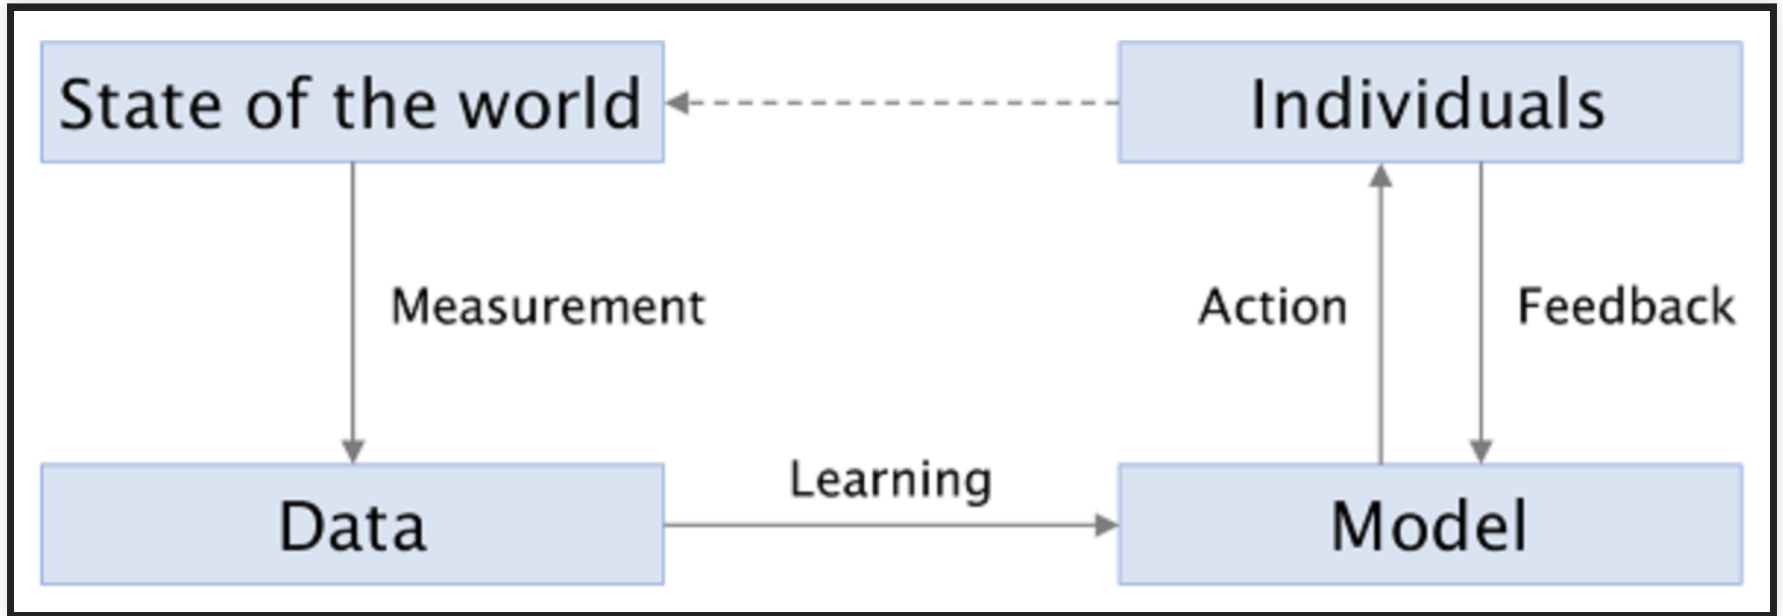 State of the world
Individuals
Measurement
Action
Feedback
Learning
Data
Model